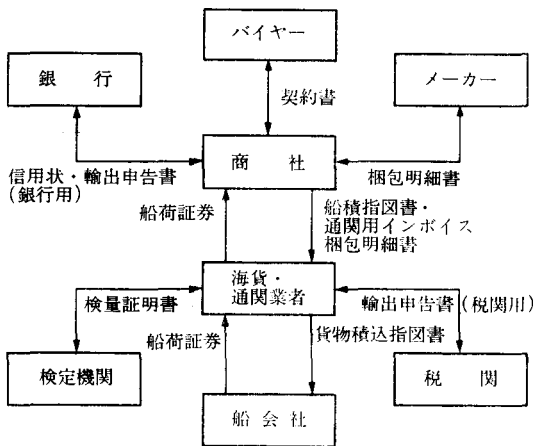 バイヤー
銀 行
メーカー
契約書
商 社
信用状・輸出申告書
(銀行用)
梱包明細書
船荷証券
船積指図書・
通関用インボイス
梱包明細書
海貨・
通関業者
検量証明書
輸出申告書(税関用)
船荷証券
貨物積込指図書
検定機関
税 関
船会社